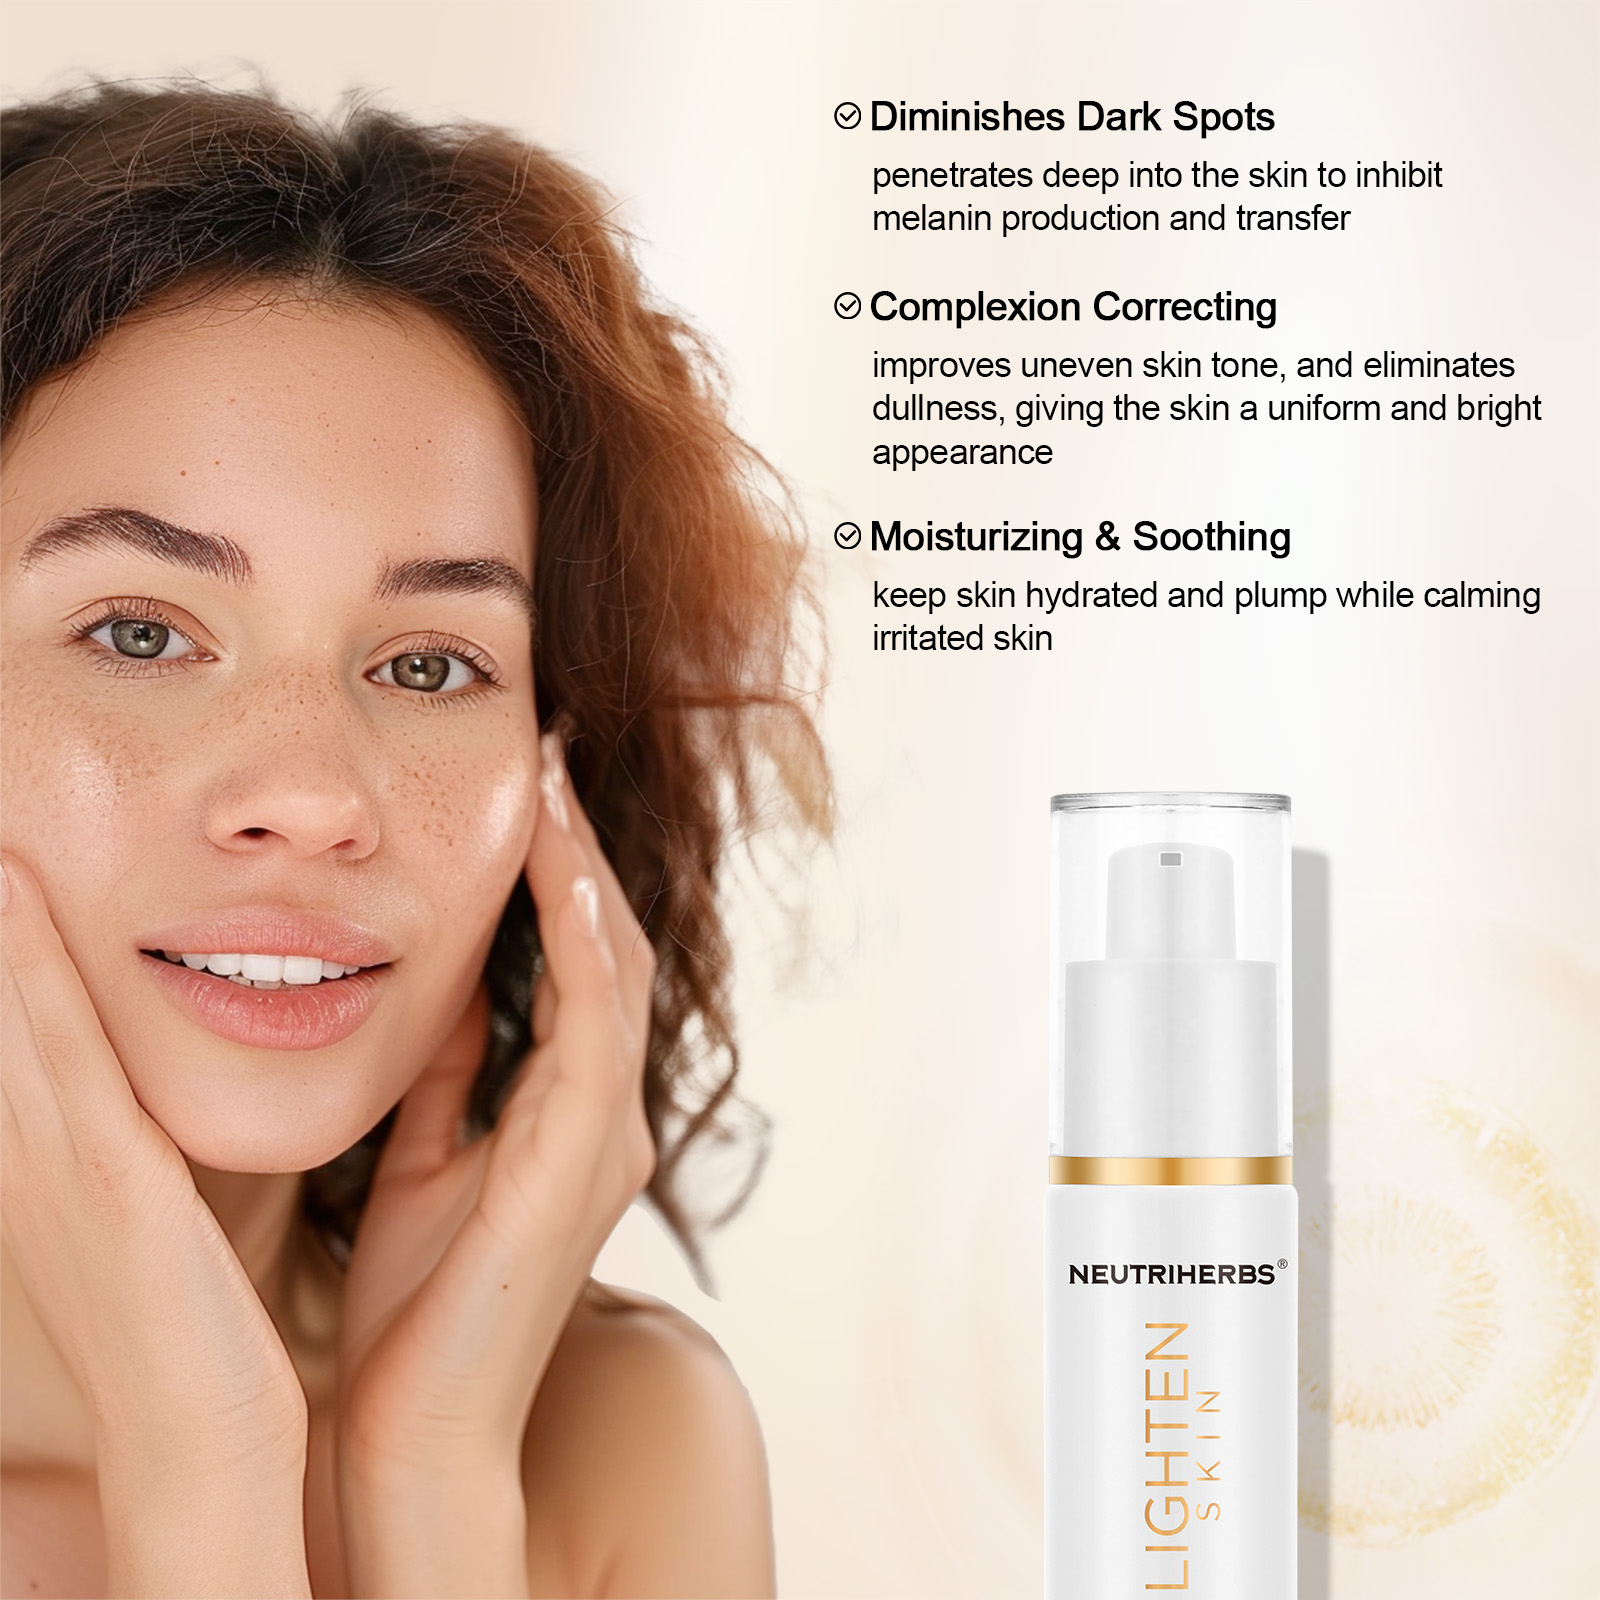 Diminishes Dark Spots
penetrates deep into the skin to inhibit
melanin production and transfer
Complexion Correcting
improves uneven skin tone, and eliminates
dullness, giving the skin a uniform and bright
appearance
Moisturizing & Soothing
keep skin hydrated and plump while calming
irritated skin
NEUTRIHERBS®
LIGHTEN
SKIN